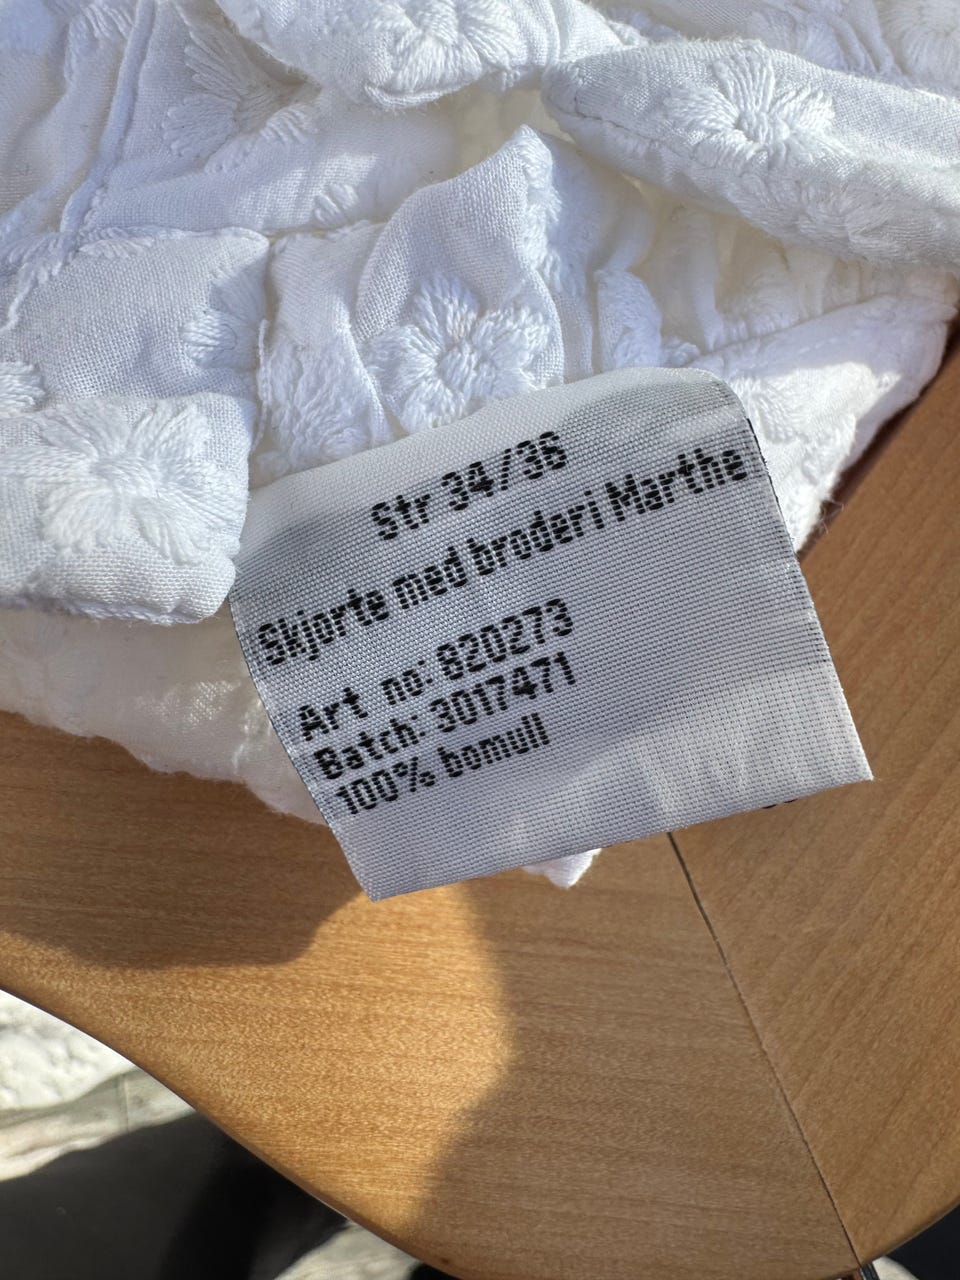 Str 34/36
Skjorte med broderi Marthe
Art no: 820273
Batch: 3017471
100% bomull